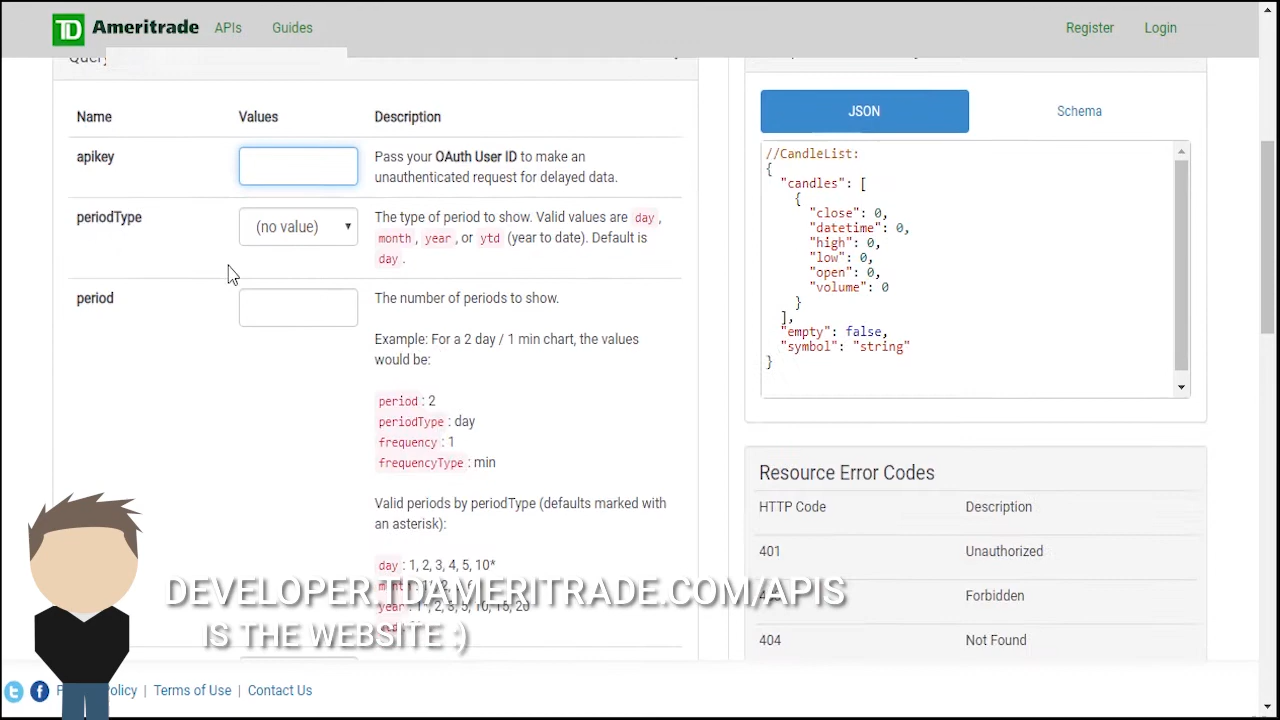 TD Ameritrade APIs Guides Register Login
Name Values Description
apikey
Pass your OAuth User ID to make an
unauthenticated request for delayed data.
periodType
(no value)
The type of period to show. Valid values are day,
month, year, or ytd (year to date). Default is
day.
period
The number of periods to show.
Example: For a 2 day / 1 min chart, the values
would be:
period : 2
periodType : day
frequency : 1
frequencyType : min
Valid periods by periodType (defaults marked with
an asterisk):
day : 1, 2, 3, 4, 5, 10*
JSON Schema
//CandleList:
{
"candles": [
{
"close": 0,
"datetime": 0,
"high": 0,
"low": 0,
"open": 0,
"volume": 0
}
],
"empty": false,
"symbol": "string"
}
Resource Error Codes
HTTP Code Description
401 Unauthorized
Forbidden
404 Not Found
DEVELOPER.TDAMERITRADE.COM/APIS
IS THE WEBSITE :)
Policy | Terms of Use | Contact Us